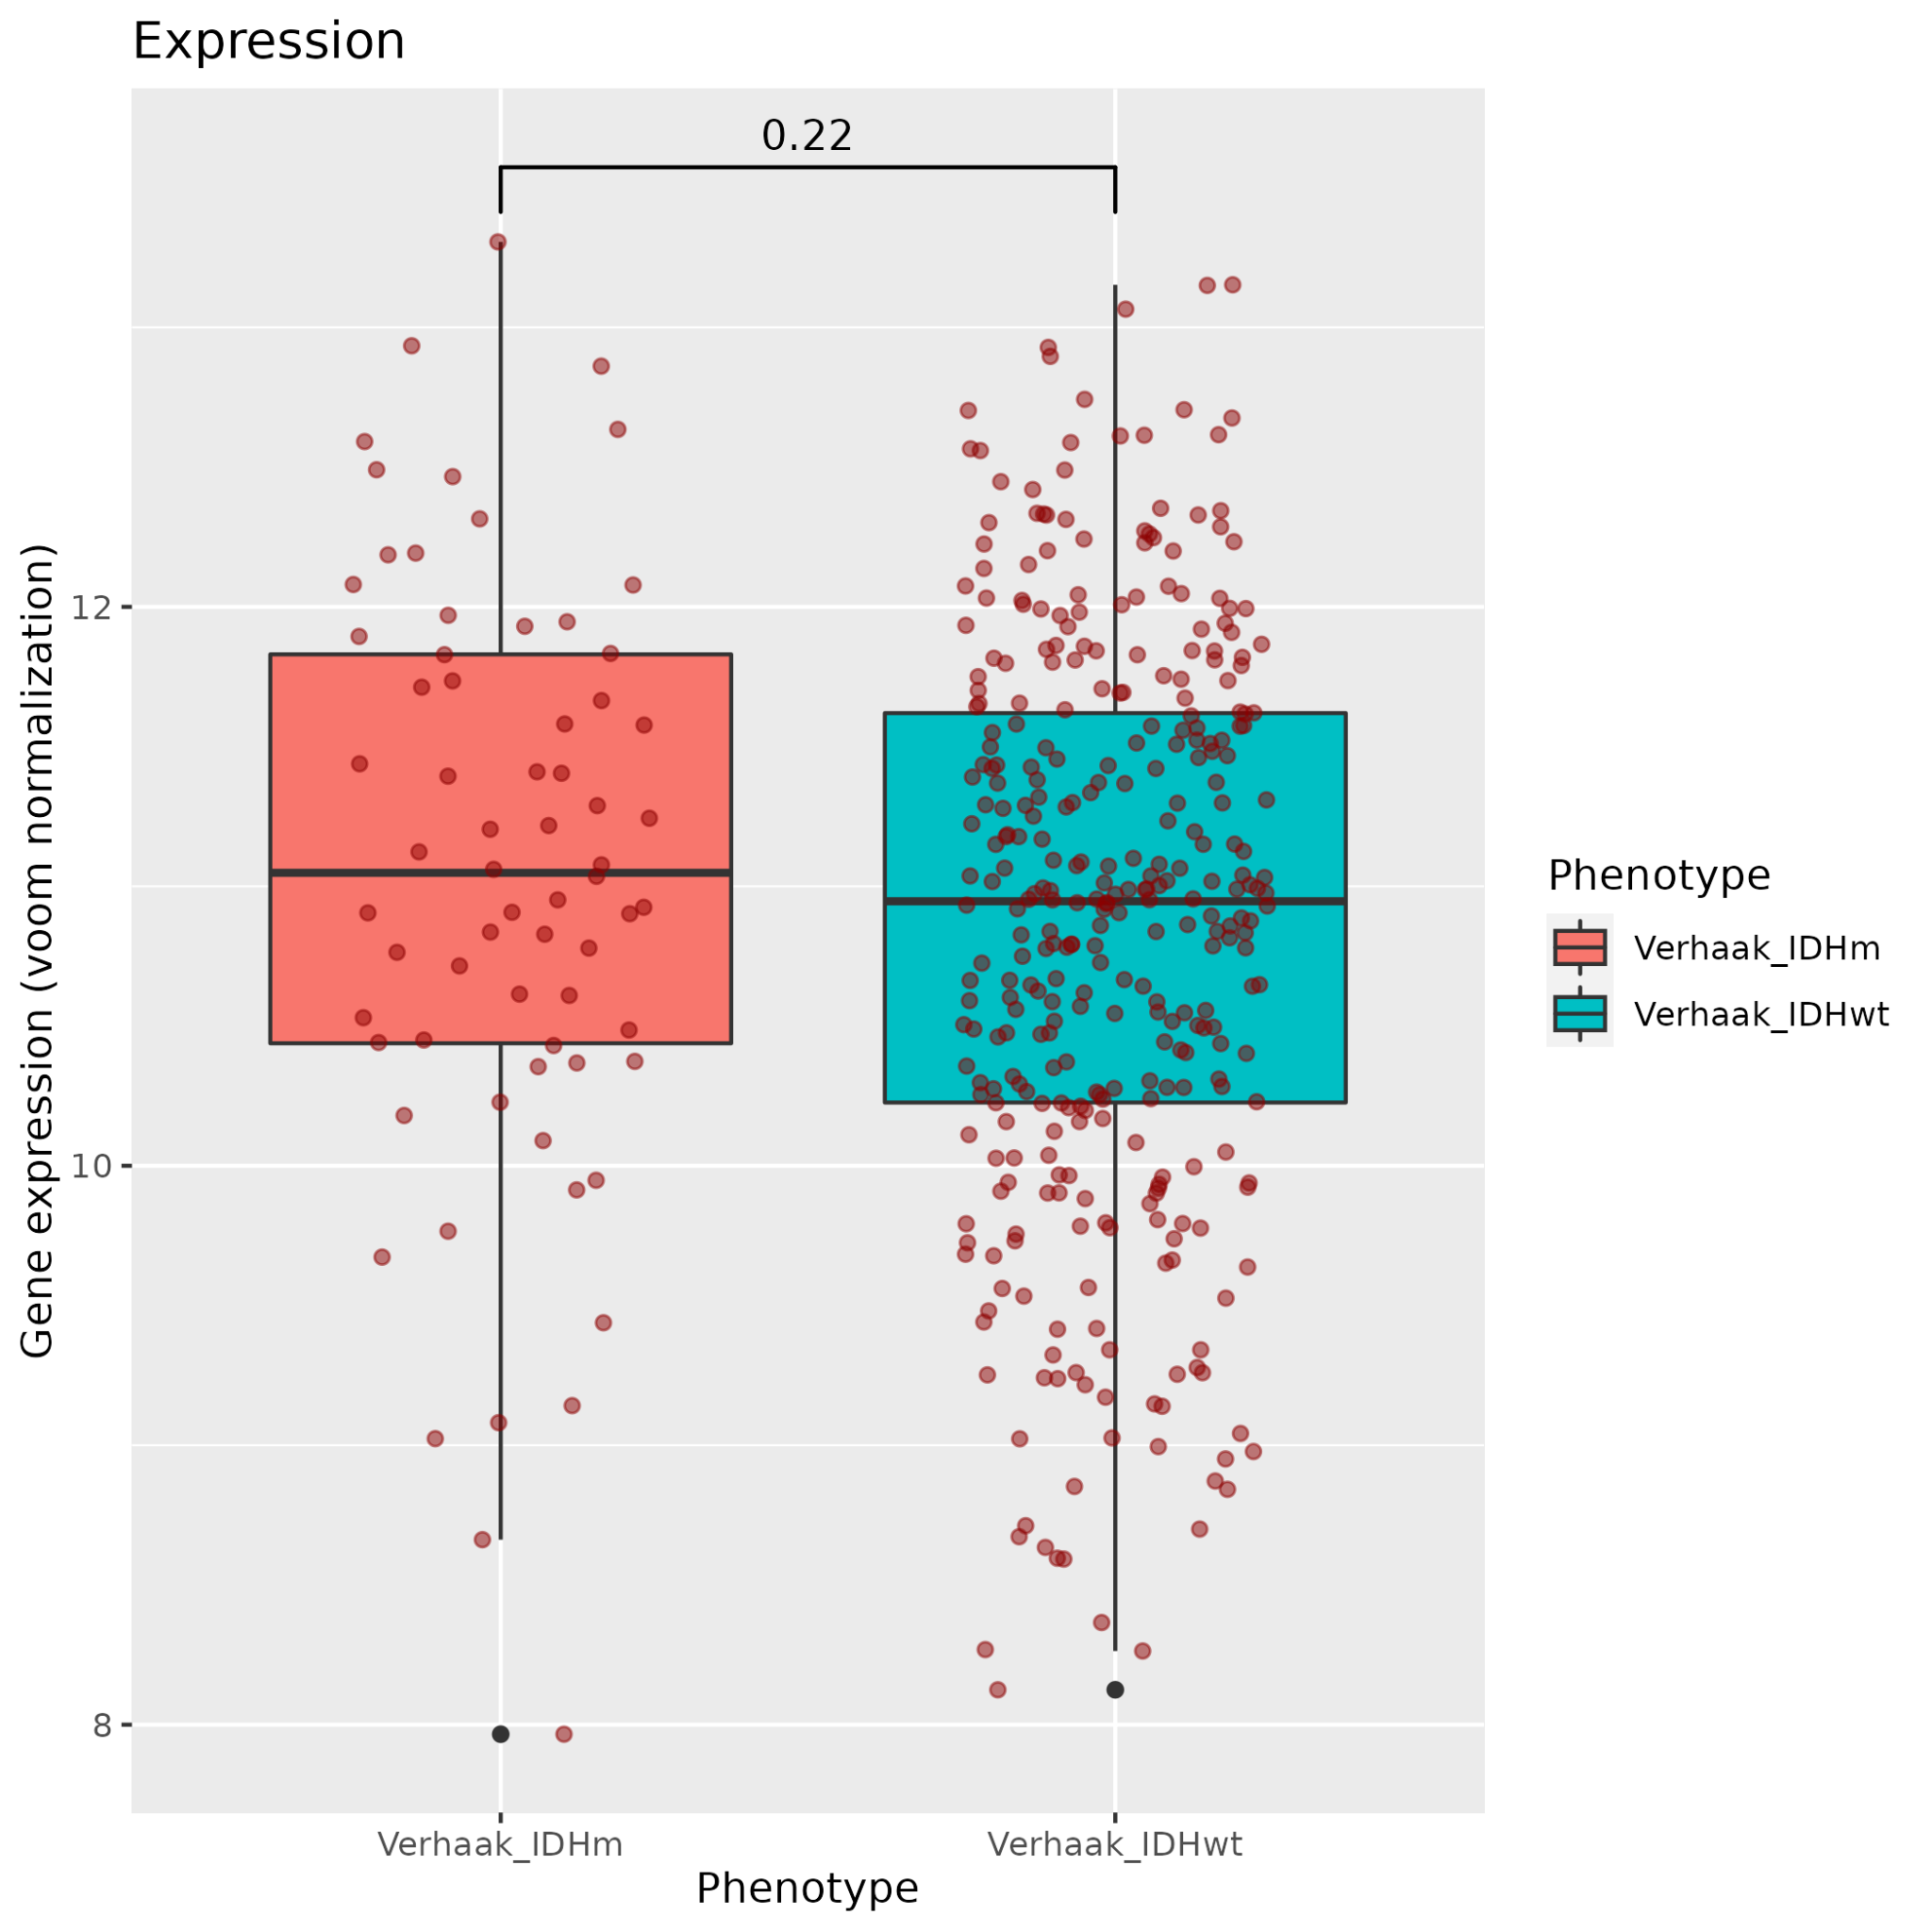 Expression
0.22
Gene expression (voom normalization)
12
10
8
Verhaak_IDHm
Verhaak_IDHwt
Phenotype
Phenotype
Verhaak_IDHm
Verhaak_IDHwt